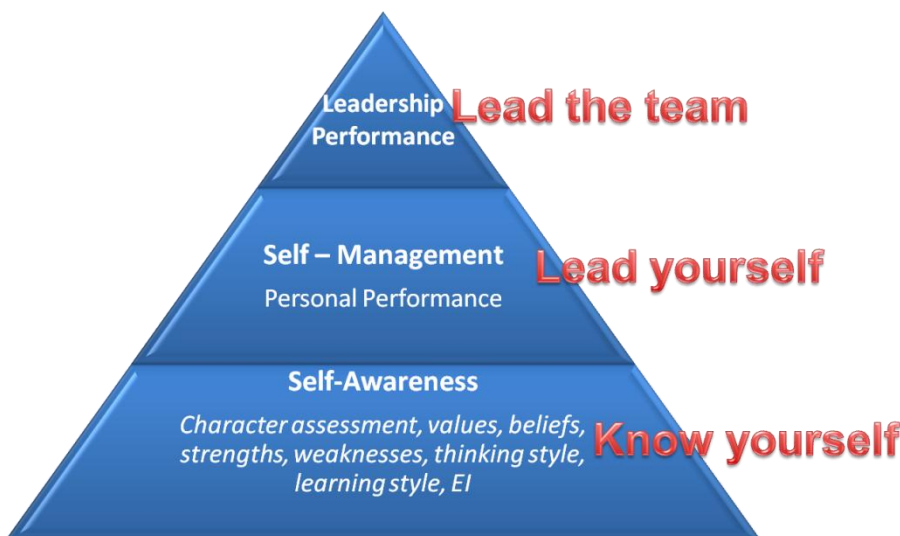 Leadership
Performance
Lead the team
Self – Management
Personal Performance
Lead yourself
Self-Awareness
Character assessment, values, beliefs,
strengths, weaknesses, thinking style,
learning style, EI
Know yourself